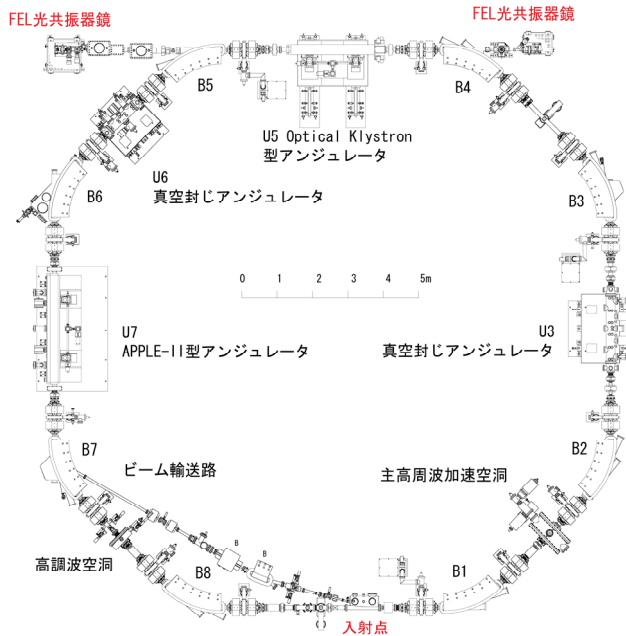 FEL光共振器鏡
FEL光共振器鏡
B5
B4
U5 Optical Klystron
型アンジュレータ
U6
真空封じアンジュレータ
B6
B3
0 1 2 3 4 5m
U7
APPLE-II型アンジュレータ
U3
真空封じアンジュレータ
B7
B2
ビーム輸送路
主高周波加速空洞
B
B
高調波空洞
B8
B1
入射点